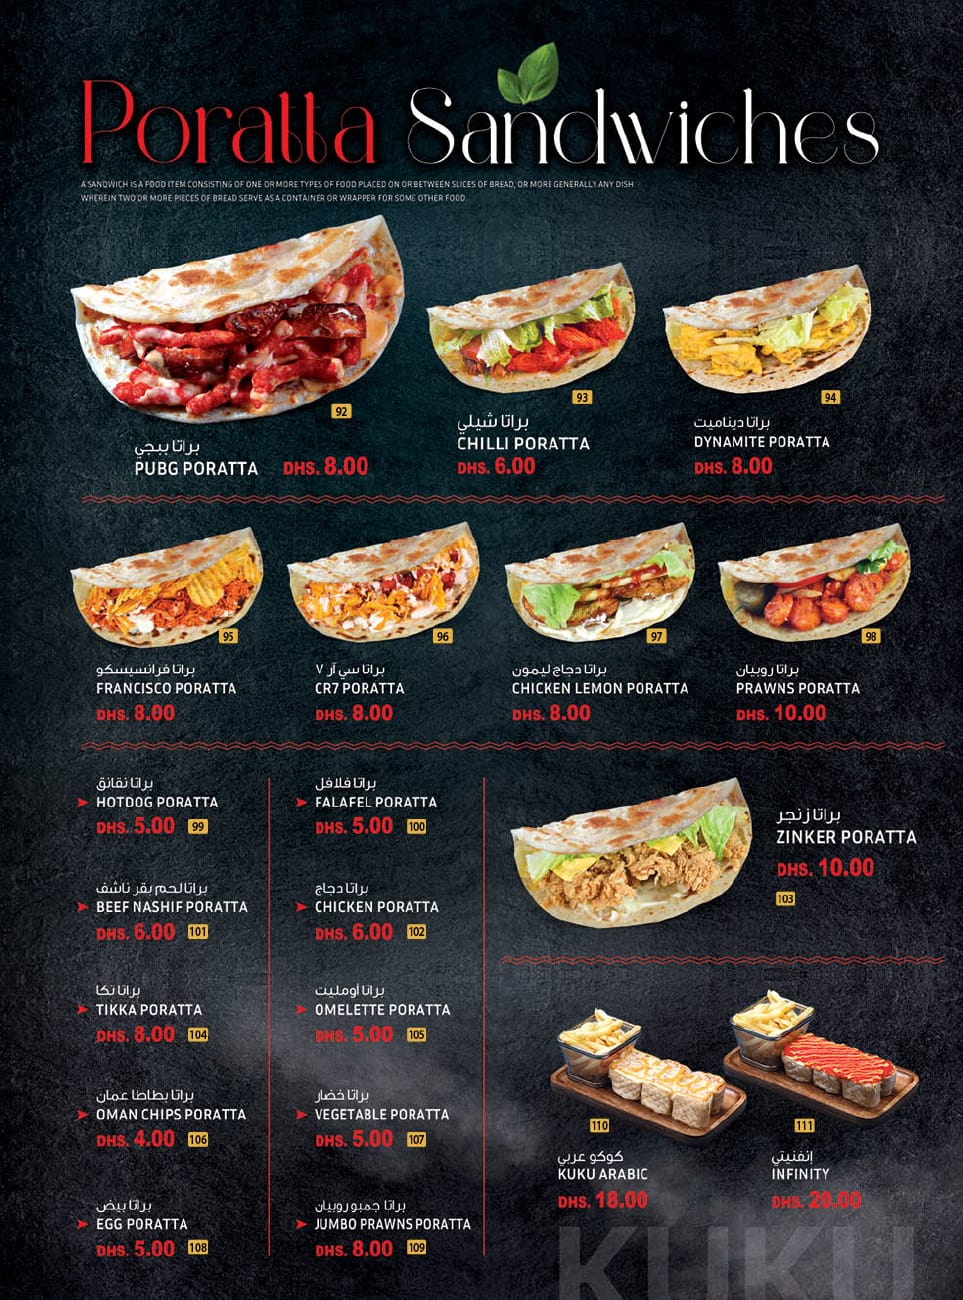 Poratta Sandwiches
A SANDWICH IS A FOOD ITEM CONSISTING OF ONE OR MORE TYPES OF FOOD PLACED ON OR BETWEEN SLICES OF BREAD, OR MORE GENERALLY ANY DISH
WHEREIN TWO OR MORE PIECES OF BREAD SERVE AS A CONTAINER OR WRAPPER FOR SOME OTHER FOOD.
92
براتا ببجي
PUBG PORATTA DHS. 8.00
93
براتا شيلي
CHILLI PORATTA
DHS. 6.00
94
براتا ديناميت
DYNAMITE PORATTA
DHS. 8.00
95
براتا فرانسيسكو
FRANCISCO PORATTA
DHS. 8.00
96
براتا سي آر ٧
CR7 PORATTA
DHS. 8.00
97
براتا دجاج ليمون
CHICKEN LEMON PORATTA
DHS. 8.00
98
براتا روبيان
PRAWNS PORATTA
DHS. 10.00
براتا نقانق
HOTDOG PORATTA
DHS. 5.00 99
براتا فلافل
FALAFEL PORATTA
DHS. 5.00 100
براتا لحم بقر ناشف
BEEF NASHIF PORATTA
DHS. 6.00 101
براتا دجاج
CHICKEN PORATTA
DHS. 6.00 102
براتا زنجر
ZINKER PORATTA
DHS. 10.00
103
براتا تكا
TIKKA PORATTA
DHS. 8.00 104
براتا أومليت
OMELETTE PORATTA
DHS. 5.00 105
براتا بطاطا عمان
OMAN CHIPS PORATTA
DHS. 4.00 106
براتا خضار
VEGETABLE PORATTA
DHS. 5.00 107
براتا بيض
EGG PORATTA
DHS. 5.00 108
براتا جمبو روبيان
JUMBO PRAWNS PORATTA
DHS. 8.00 109
110
كوكو عربي
KUKU ARABIC
DHS. 18.00
111
إنفنيتي
INFINITY
DHS. 20.00
KUKU